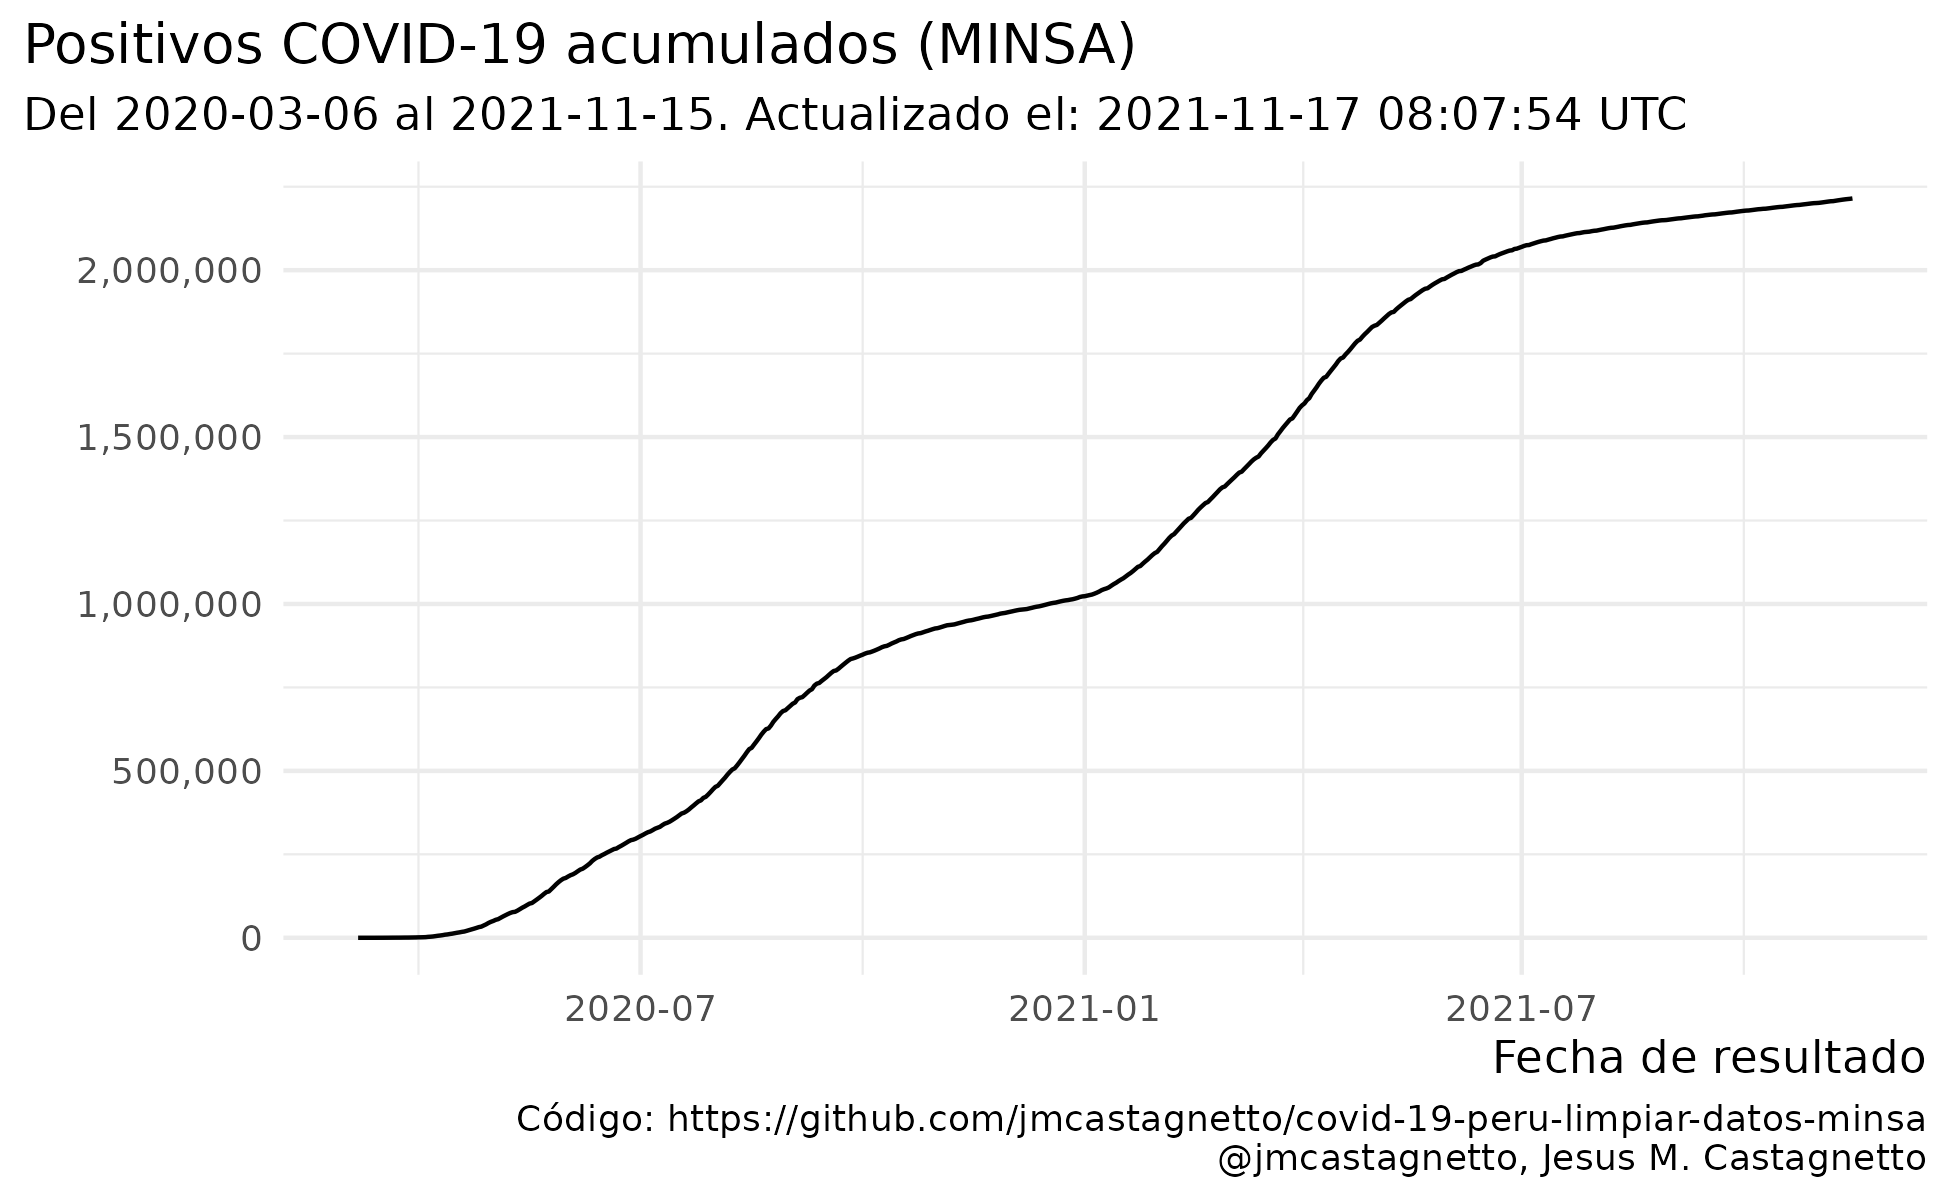 Positivos COVID-19 acumulados (MINSA)
Del 2020-03-06 al 2021-11-15. Actualizado el: 2021-11-17 08:07:54 UTC
2,000,000
1,500,000
1,000,000
500,000
0
2020-07 2021-01 2021-07
Fecha de resultado
Código: https://github.com/jmcastagnetto/covid-19-peru-limpiar-datos-minsa
@jmcastagnetto, Jesus M. Castagnetto